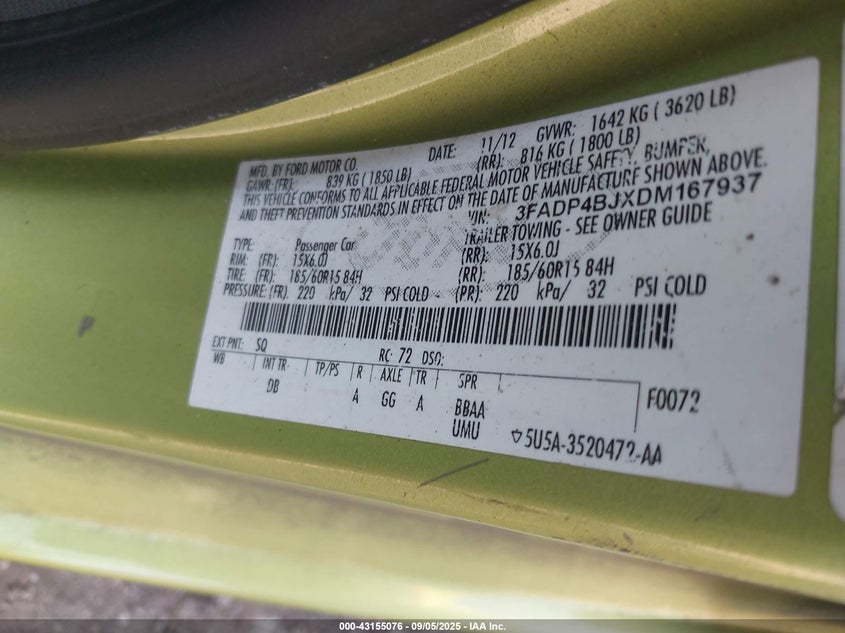 MFD. BY FORD MOTOR CO.
DATE: 11/12 GVWR: 1642 KG ( 3620 LB)
GAWR: (FR): 839 KG ( 1850 LB) (RR): 816 KG ( 1800 LB)
THIS VEHICLE CONFORMS TO ALL APPLICABLE FEDERAL MOTOR VEHICLE SAFETY, BUMPER,
AND THEFT PREVENTION STANDARDS IN EFFECT ON THE DATE OF MANUFACTURE SHOWN ABOVE.
VIN: 3FADP4BJXDM167937
TYPE: Passenger Car TRAILER TOWING - SEE OWNER GUIDE
RIM: (FR): 15X6.0J (RR): 15X6.0J
TIRE: (FR): 185/60R15 84H (RR): 185/60R15 84H
PRESSURE: (FR): 220 kPa/ 32 PSI COLD (RR): 220 kPa/ 32 PSI COLD
EXT PNT: SQ RC: 72 DSO:
WB INT TR TP/PS R AXLE TR SPR
DB A GG A BBAA F0072
UMU 5U5A-3520472-AA
000-43155076 - 09/05/2025 - IAA Inc.